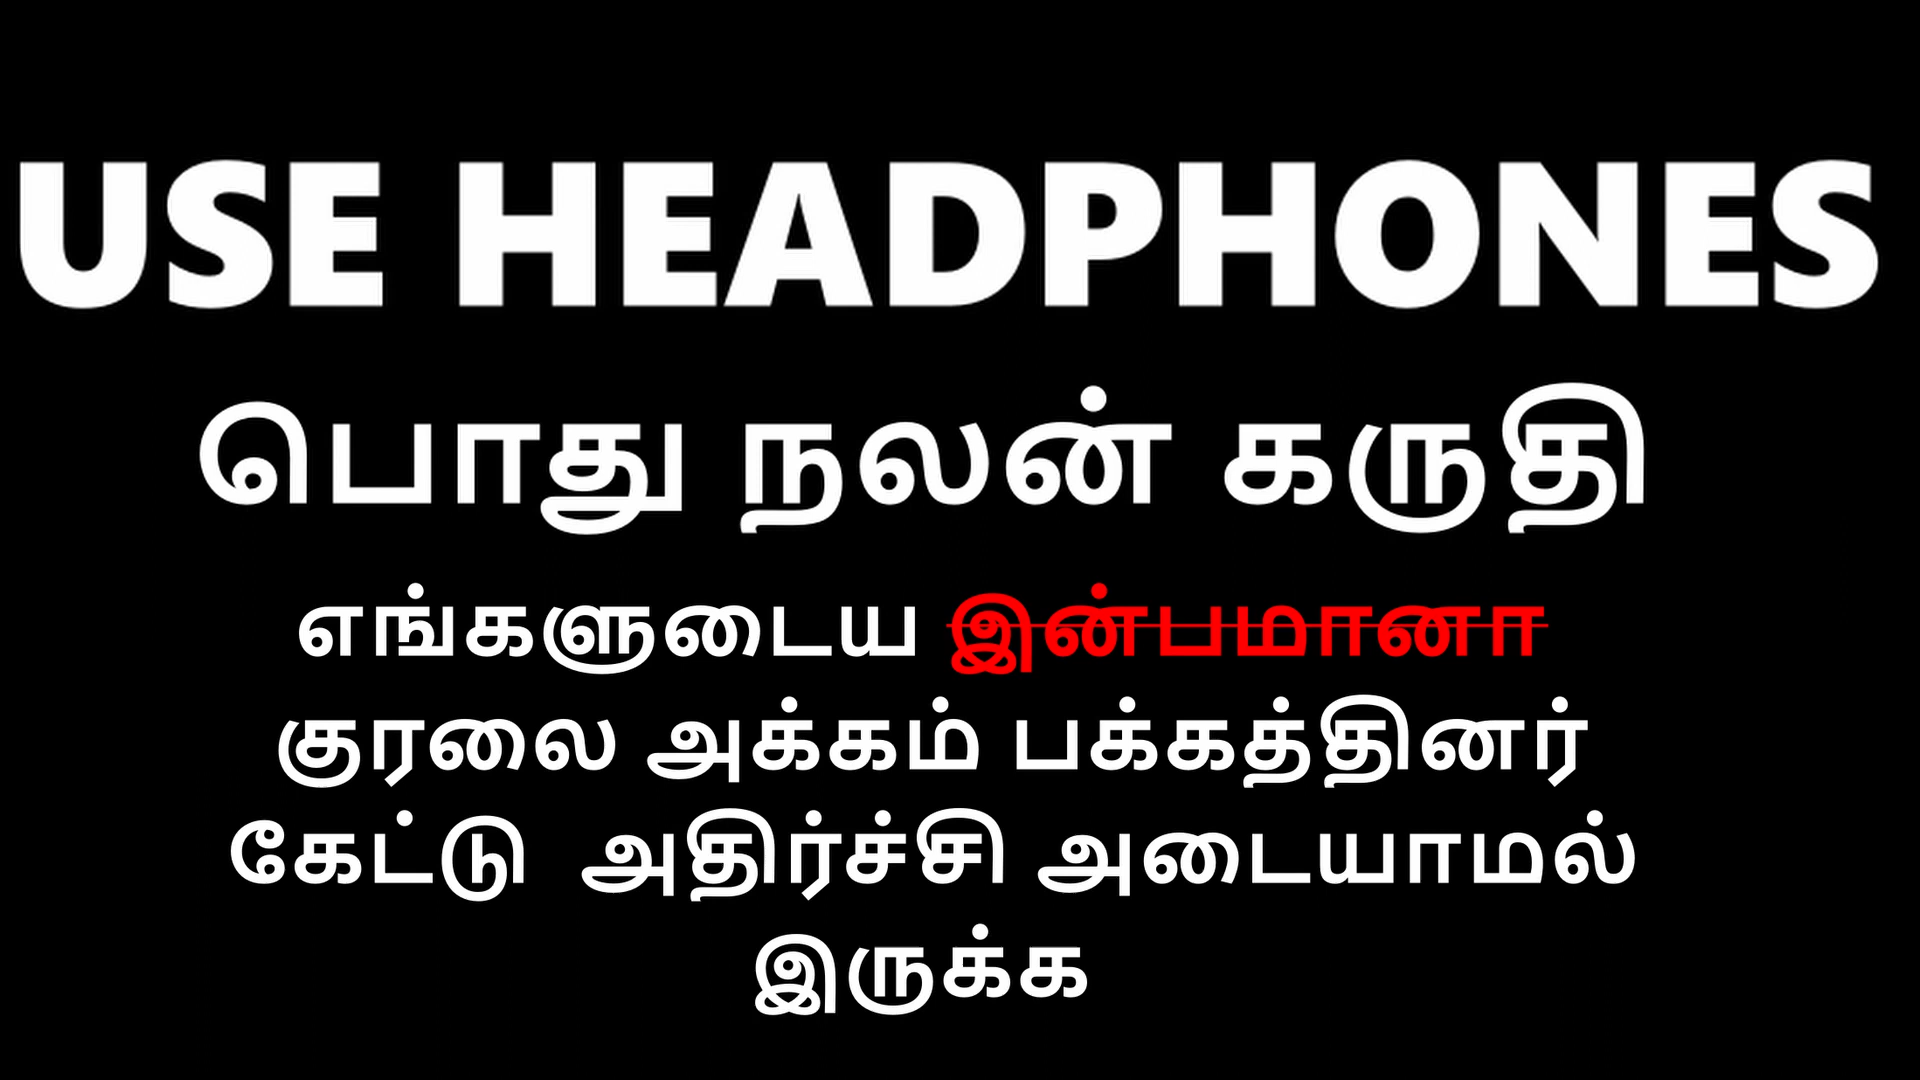 USE HEADPHONES
பொது நலன் கருதி
எங்களுடைய இன்பமானா
குரலை அக்கம் பக்கத்தினர்
கேட்டு அதிர்ச்சி அடையாமல்
இருக்க